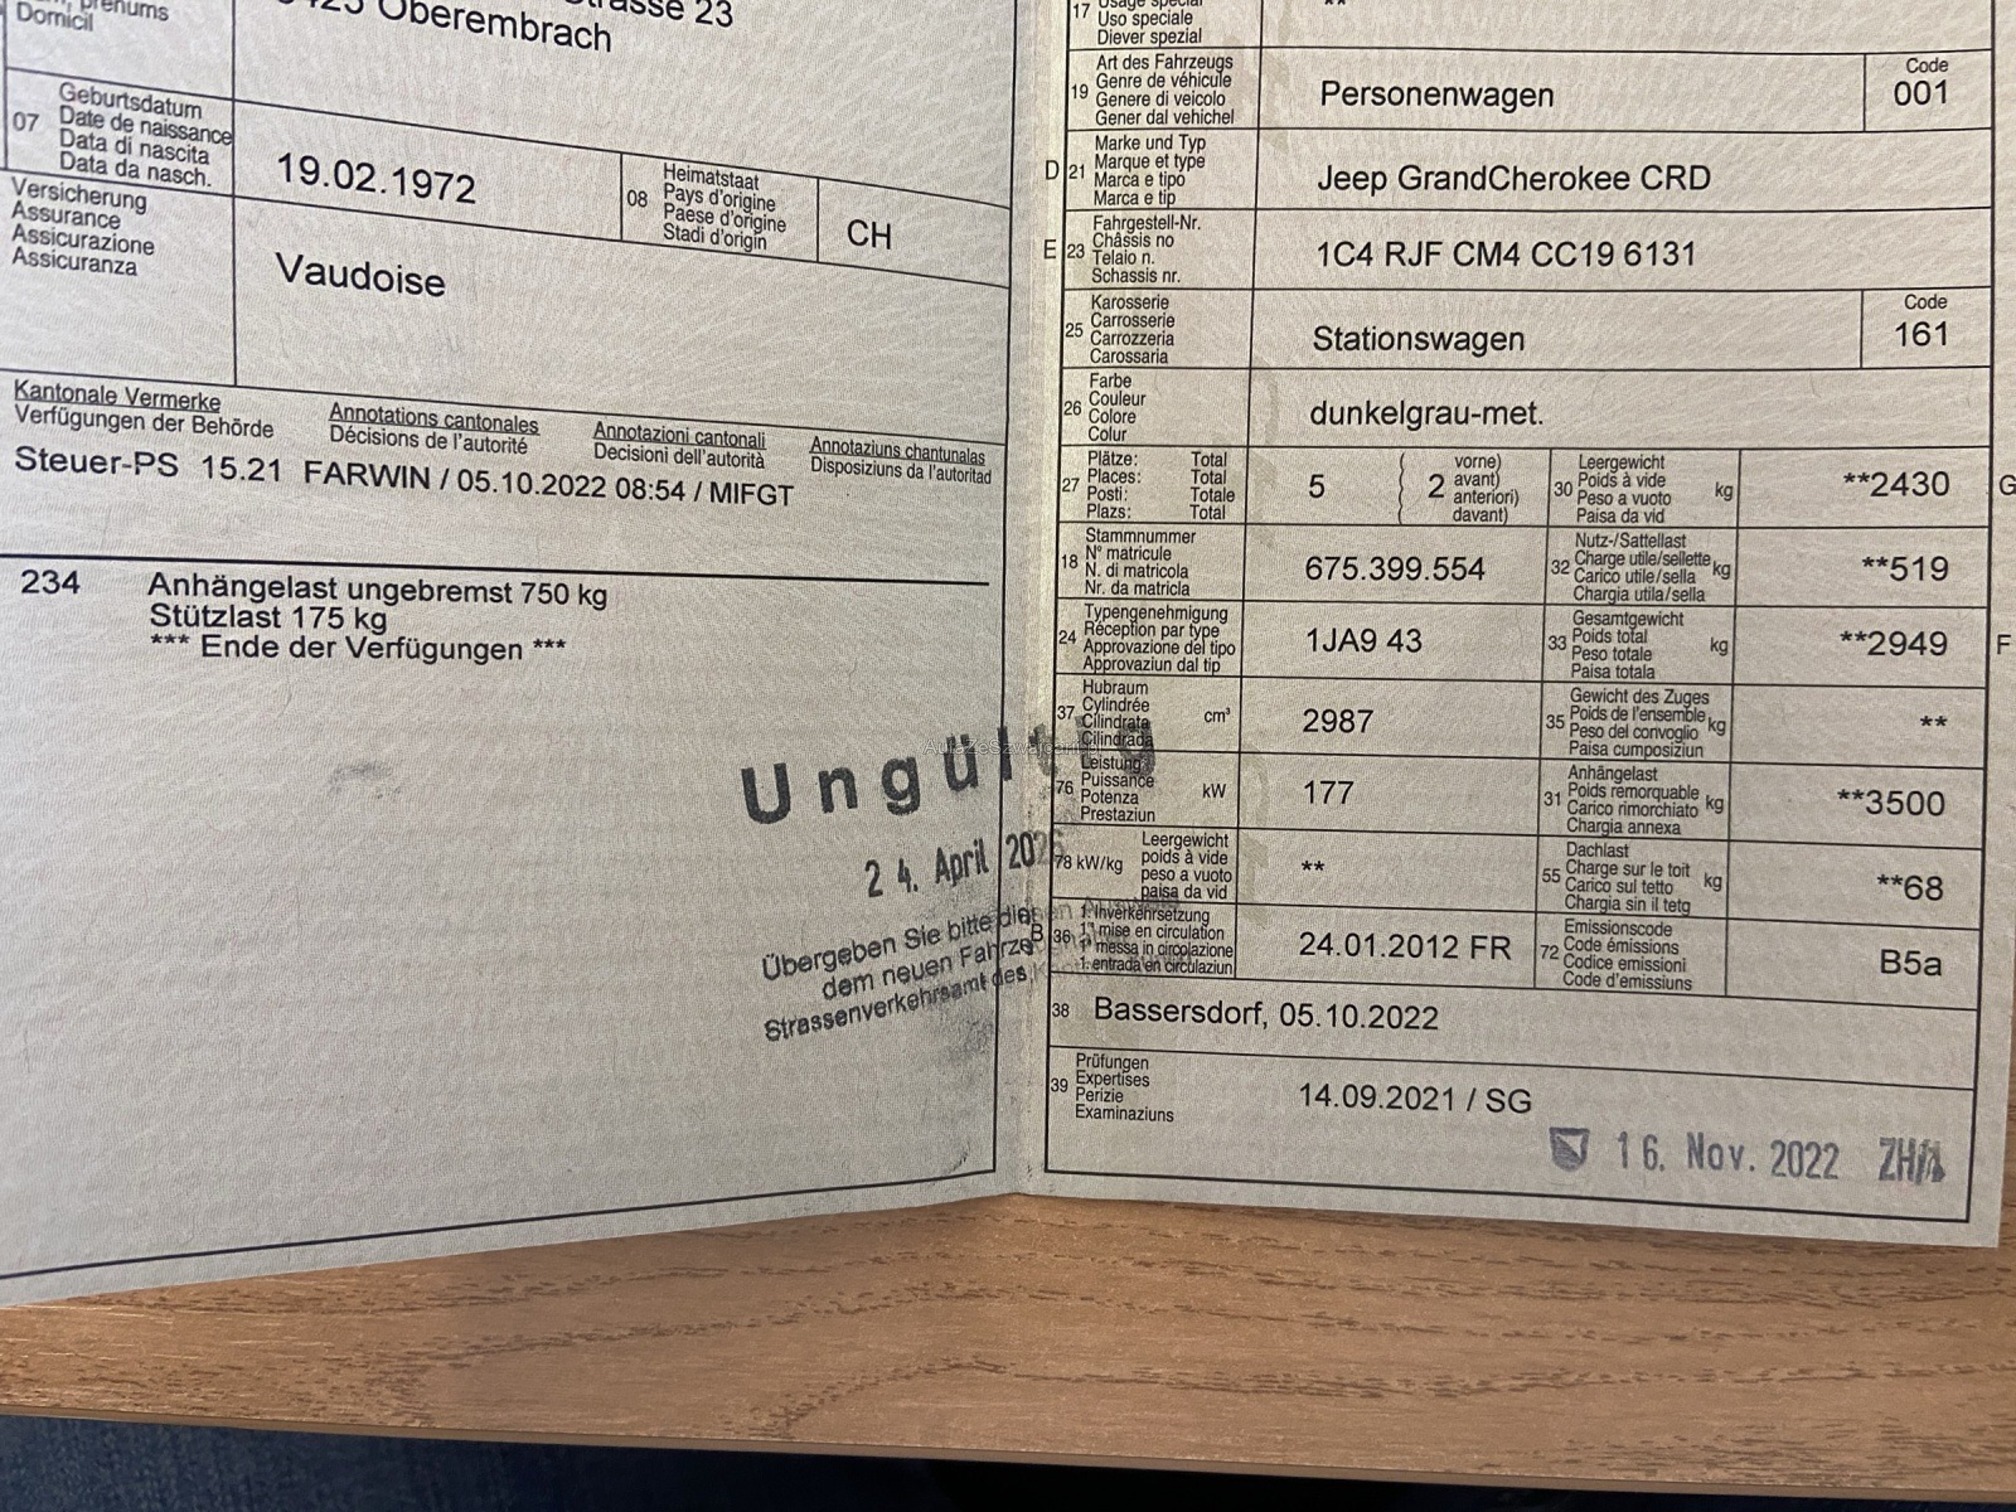 prenums
Domicil
Strasse 23
Oberembrach
07
Geburtsdatum
Date de naissance
Data di nascita
Data da nasch.
19.02.1972
08
Heimatstaat
Pays d'origine
Paese d'origine
Stadi d'origin
CH
Versicherung
Assurance
Assicurazione
Assicuranza
Vaudoise
Kantonale Vermerke
Verfügungen der Behörde
Annotations cantonales
Décisions de l'autorité
Annotazioni cantonali
Decisioni dell'autorità
Annotaziuns chantunalas
Disposiziuns da l'autoritad
Steuer-PS 15.21 FARWIN / 05.10.2022 08:54 / MIFGT
234 Anhängelast ungebremst 750 kg
Stützlast 175 kg
*** Ende der Verfügungen ***
Ungültig
24. April
Übergeben Sie bitte diesen
dem neuen
Strassenverkehrsamt des
17
Usage spécial
Uso speciale
Diever spezial
**
19
Art des Fahrzeugs
Genre de véhicule
Genere di veicolo
Gener dal vehichel
Personenwagen
Code
001
D 21
Marke und Typ
Marque et type
Marca e tipo
Marca e tip
Jeep GrandCherokee CRD
E 23
Fahrgestell-Nr.
Châssis no
Telaio n.
Schassis nr.
1C4 RJF CM4 CC19 6131
25
Karosserie
Carrosserie
Carrozzeria
Carossaria
Stationswagen
Code
161
26
Farbe
Couleur
Colore
Colur
dunkelgrau-met.
27
Plätze: Total
Places: Total
Posti: Totale
Plazs: Total
5
( 2 vorne)
avant)
anteriori)
davant)
30
Leergewicht
Poids à vide
Peso a vuoto
Paisa da vid
kg
**2430
G
18
Stammnummer
N° matricule
N. di matricola
Nr. da matricla
675.399.554
32
Nutz-/Sattellast
Charge utile/sellette
Carico utile/sella
Chargia utila/sella
kg
**519
24
Typengenehmigung
Réception par type
Approvazione del tipo
Approvaziun dal tip
1JA9 43
33
Gesamtgewicht
Poids total
Peso totale
Paisa totala
kg
**2949
F
37
Hubraum
Cylindrée
Cilindrata
Cilindrada
cm³
2987
35
Gewicht des Zuges
Poids de l'ensemble
Peso del convoglio
Paisa cumposiziun
kg
**
76
Leistung
Puissance
Potenza
Prestaziun
kW
177
31
Anhängelast
Poids remorquable
Carico rimorchiato
Chargia annexa
kg
**3500
78 kW/kg
Leergewicht
poids à vide
peso a vuoto
paisa da vid
**
55
Dachlast
Charge sur le toit
Carico sul tetto
Chargia sin il tetg
kg
**68
B 36
1. Inverkehrsetzung
1re mise en circulation
1a messa in circolazione
1. entrada en circulaziun
24.01.2012 FR
72
Emissionscode
Code émissions
Codice emissioni
Code d'emissiuns
B5a
38 Bassersdorf, 05.10.2022
39
Prüfungen
Expertises
Perizie
Examinaziuns
14.09.2021 / SG
16. Nov. 2022